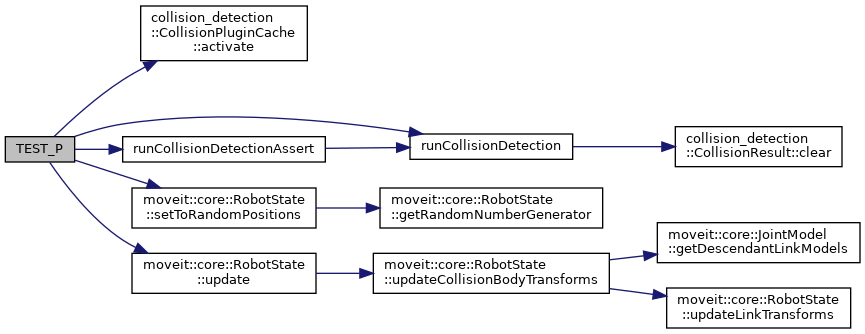 collision_detection
::CollisionPluginCache
::activate
TEST_P
runCollisionDetectionAssert
runCollisionDetection
collision_detection
::CollisionResult::clear
moveit::core::RobotState
::setToRandomPositions
moveit::core::RobotState
::getRandomNumberGenerator
moveit::core::RobotState
::update
moveit::core::RobotState
::updateCollisionBodyTransforms
moveit::core::JointModel
::getDescendantLinkModels
moveit::core::RobotState
::updateLinkTransforms